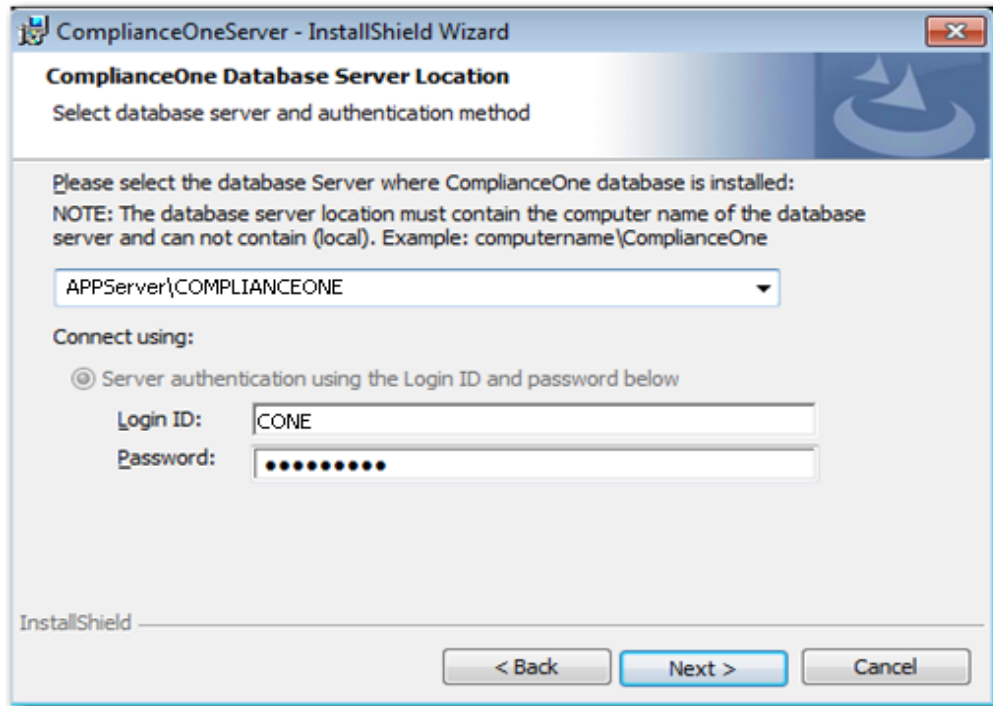 ComplianceOneServer - InstallShield Wizard
ComplianceOne Database Server Location
Select database server and authentication method
Please select the database Server where ComplianceOne database is installed:
NOTE: The database server location must contain the computer name of the database
server and can not contain (local). Example: computername\ComplianceOne
APPServer\COMPLIANCEONE
Connect using:
Server authentication using the Login ID and password below
Login ID: CONE
Password: •••••••••
InstallShield
< Back Next > Cancel